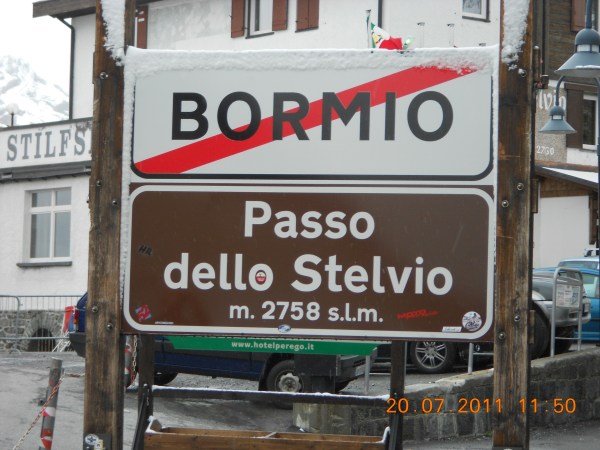 BORMIO
STILFS
Passo
dello Stelvio
m. 2758 s.l.m.
www.hotelperego.it
20.07.2011 11:50